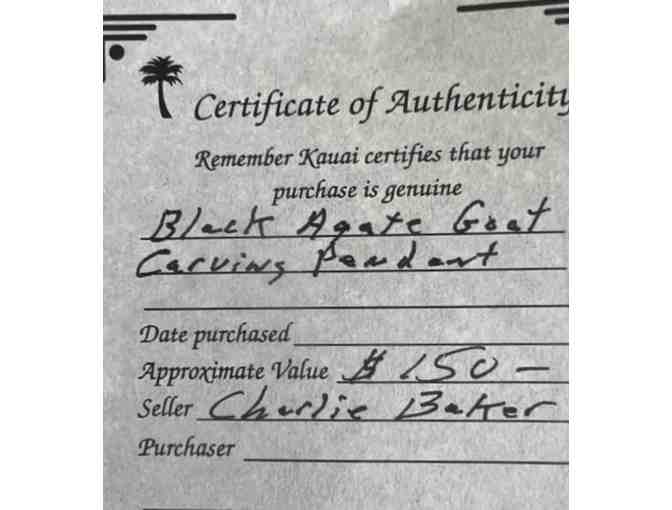 Certificate of Authenticity
Remember Kauai certifies that your
purchase is genuine
Black Agate Goat
Carving Pendant
Date purchased
Approximate Value $150 –
Seller Charlie Baker
Purchaser